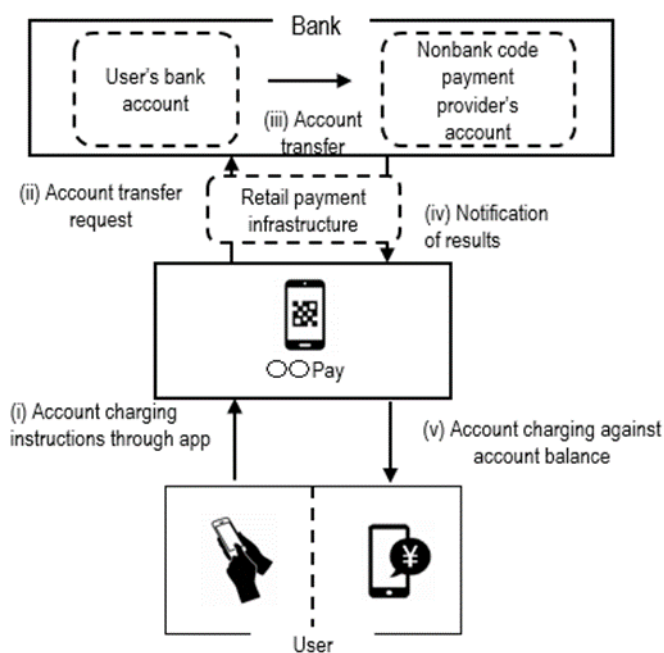 Bank
User's bank
account
Nonbank code
payment
provider's
account
(iii) Account
transfer
(ii) Account transfer
request
Retail payment
infrastructure
(iv) Notification
of results
○○Pay
(i) Account charging
instructions through app
(v) Account charging against
account balance
¥
User